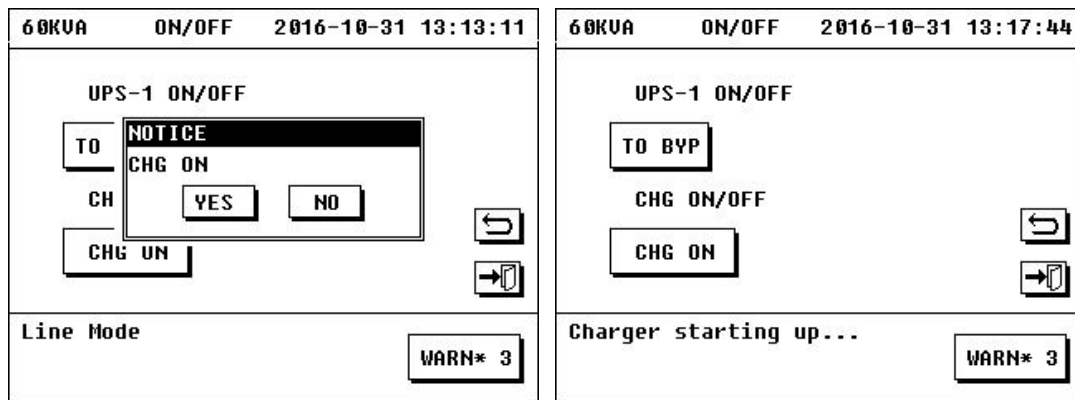 60KVA ON/OFF 2016-10-31 13:13:11
UPS-1 ON/OFF
TO
NOTICE
CHG ON
YES NO
CH
CHG ON
Line Mode
WARN* 3
60KVA ON/OFF 2016-10-31 13:17:44
UPS-1 ON/OFF
TO BYP
CHG ON/OFF
CHG ON
Charger starting up...
WARN* 3